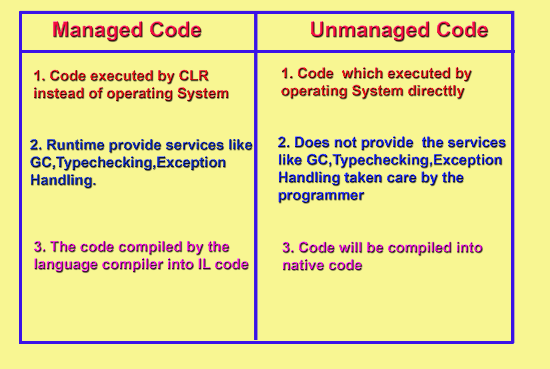 Managed Code
1. Code executed by CLR
instead of operating System
2. Runtime provide services like
GC,Typechecking,Exception
Handling.
3. The code compiled by the
language compiler into IL code
Unmanaged Code
1. Code which executed by
operating System directtly
2. Does not provide the services
like GC,Typechecking,Exception
Handling taken care by the
programmer
3. Code will be compiled into
native code